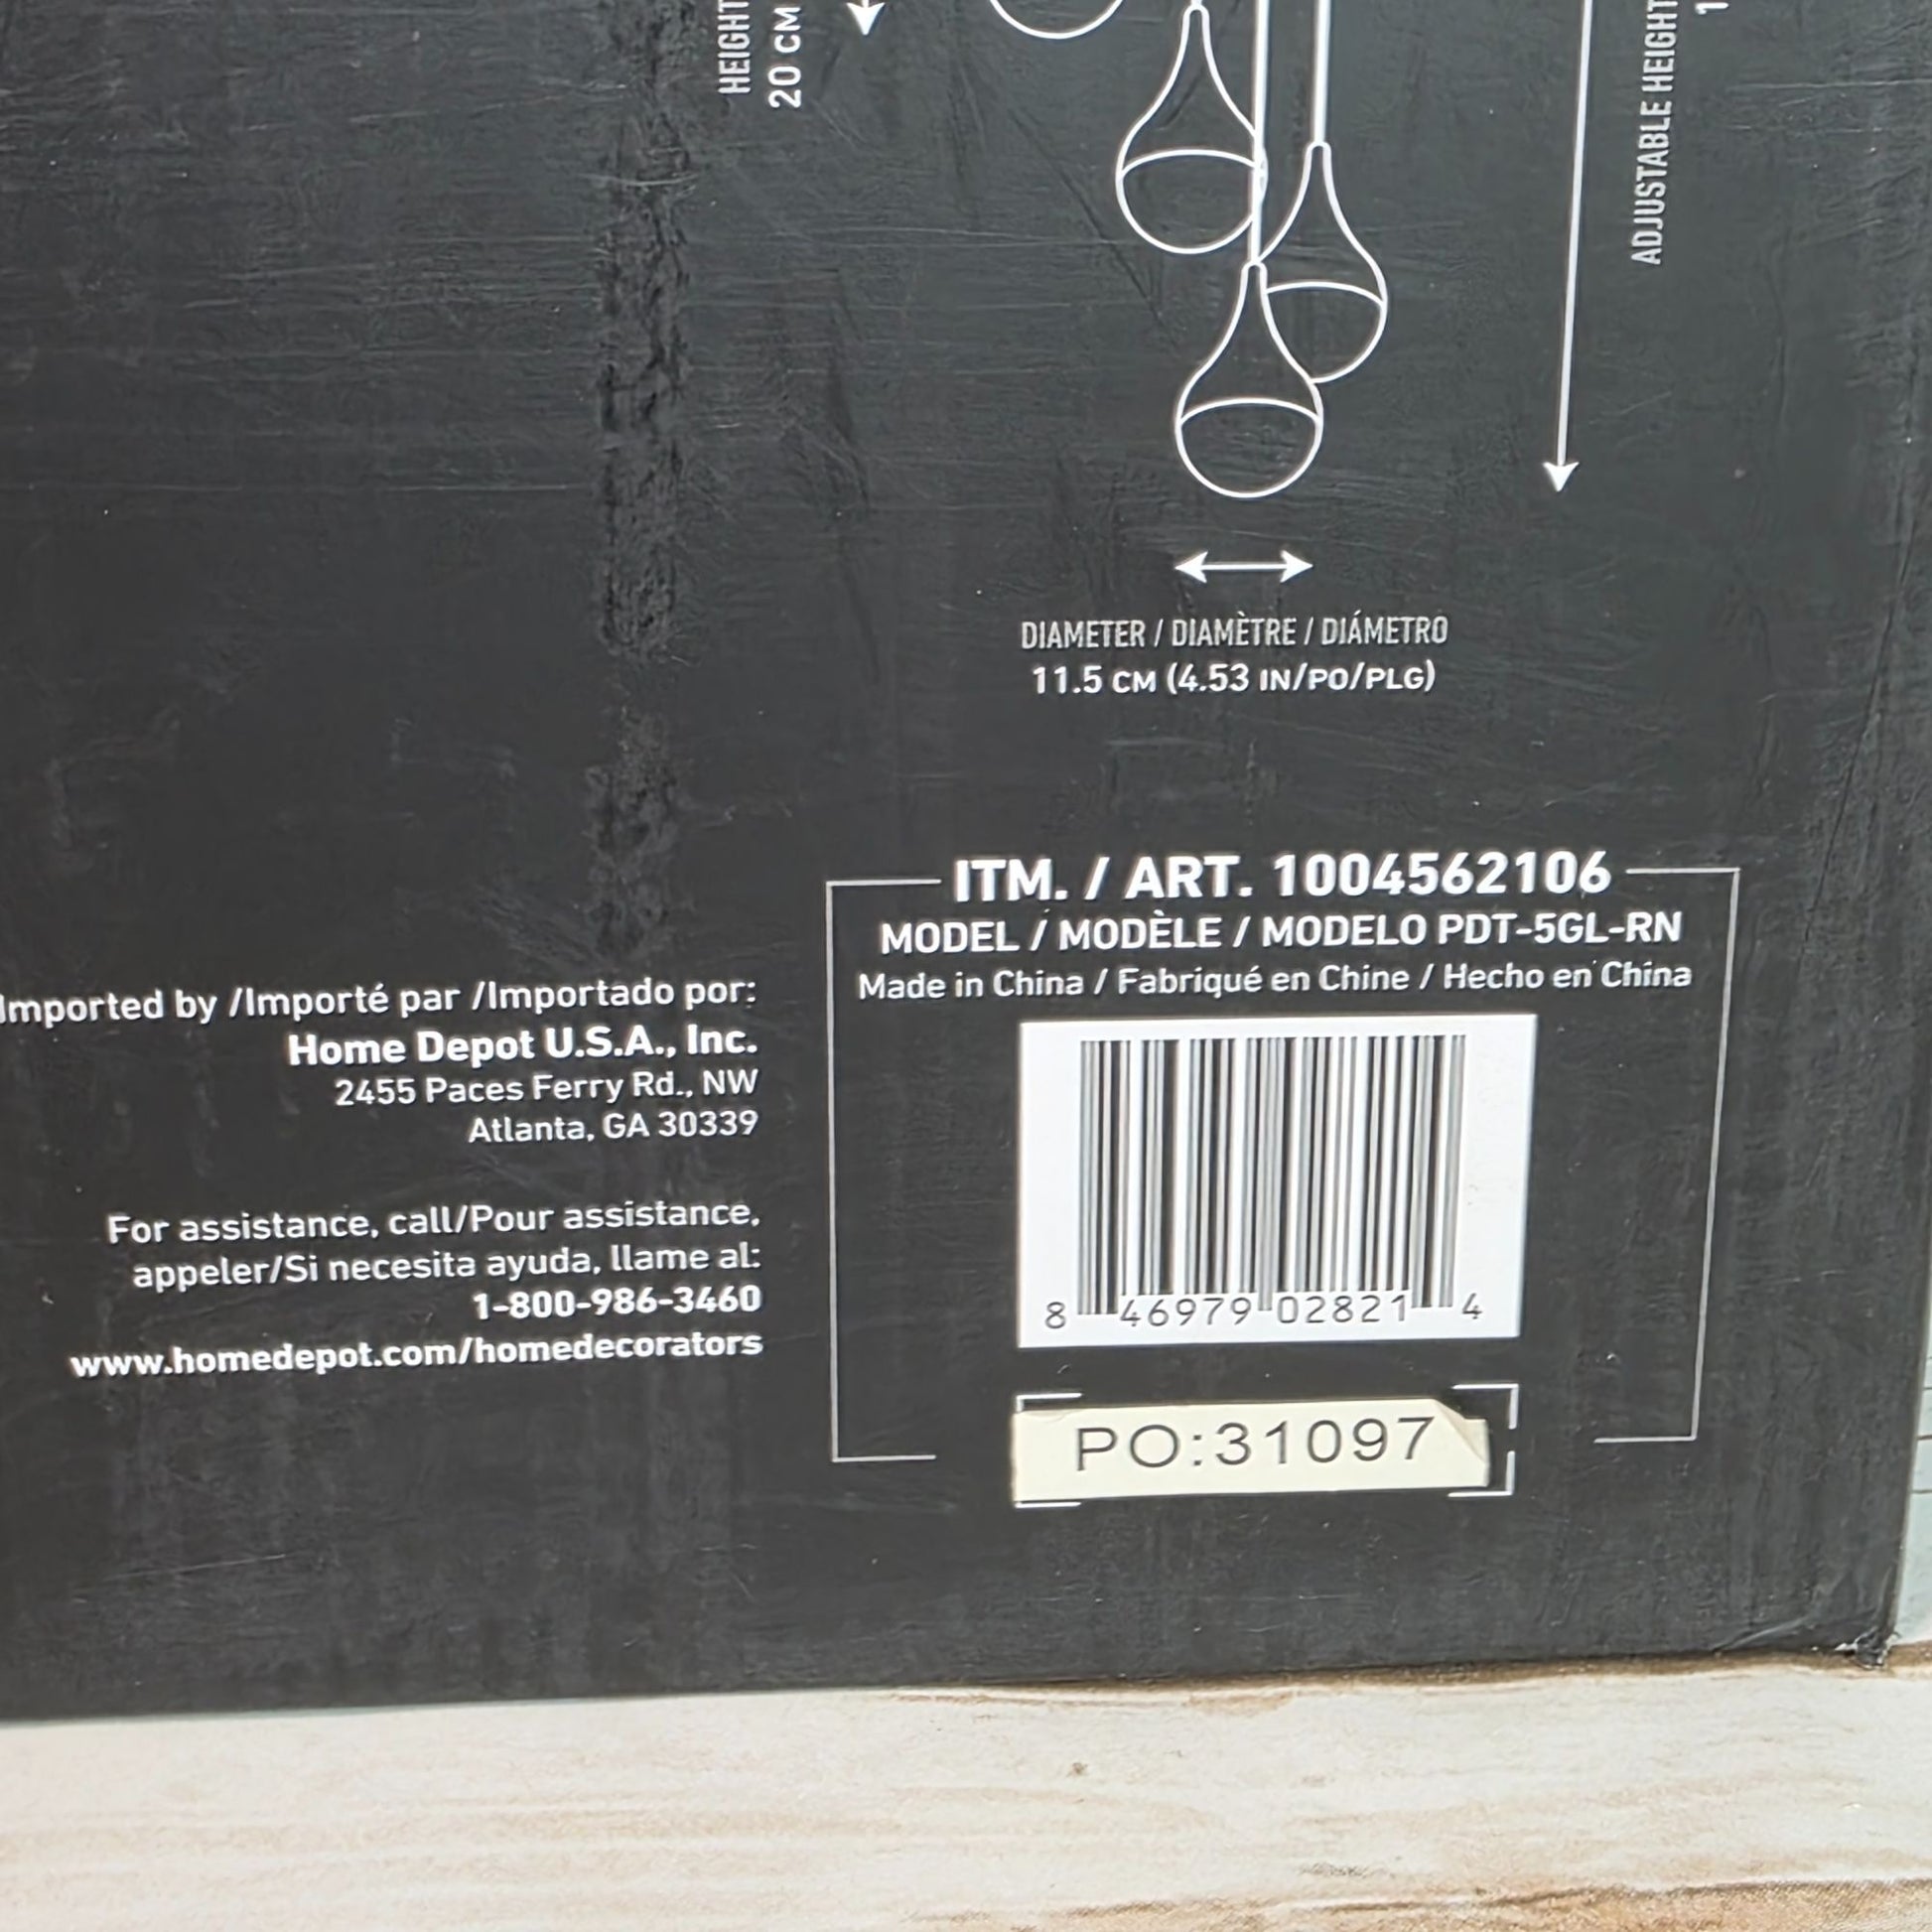 HEIGHT
20 CM
ADJUSTABLE HEIGHT
1
DIAMETER / DIAMÈTRE / DIÁMETRO
11.5 CM (4.53 IN/PO/PLG)
ITM. / ART. 1004562106
MODEL / MODÈLE / MODELO PDT-5GL-RN
Made in China / Fabriqué en Chine / Hecho en China
Imported by /Importé par /Importado por:
Home Depot U.S.A., Inc.
2455 Paces Ferry Rd., NW
Atlanta, GA 30339
For assistance, call/Pour assistance,
appeler/Si necesita ayuda, llame al:
1-800-986-3460
www.homedepot.com/homedecorators
8 46979 02821 4
PO:31097